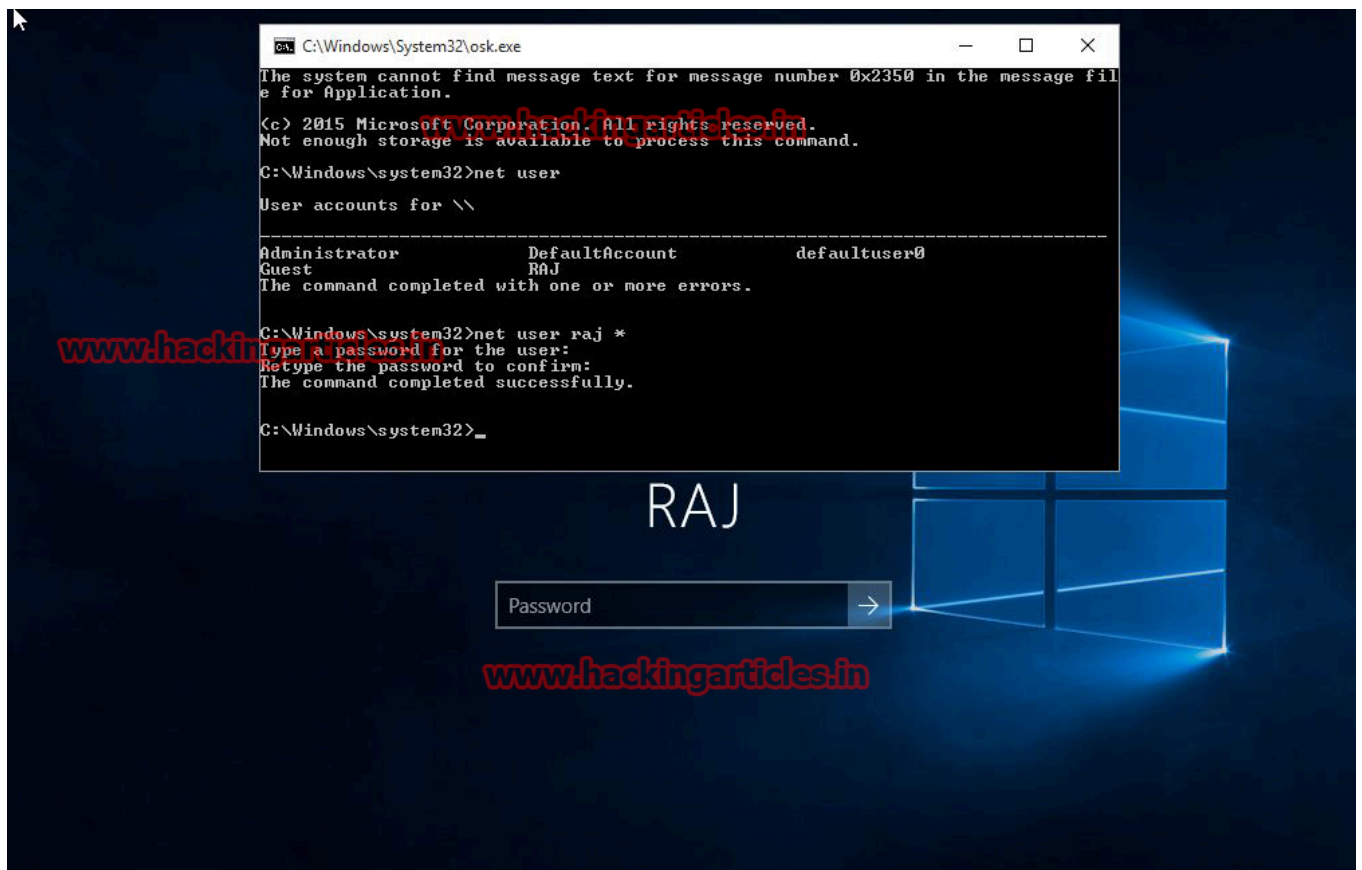 C:\Windows\System32\osk.exe
The system cannot find message text for message number 0x2350 in the message fil
e for Application.
(c) 2015 Microsoft Corporation. All rights reserved.
www.hackingarticles.in
Not enough storage is available to process this command.
C:\Windows\system32>net user
User accounts for \\
Administrator DefaultAccount defaultuser0
Guest RAJ
The command completed with one or more errors.
C:\Windows\system32>net user raj *
www.hackingarticles.in
Type a password for the user:
Retype the password to confirm:
The command completed successfully.
C:\Windows\system32>_
RAJ
Password
www.hackingarticles.in